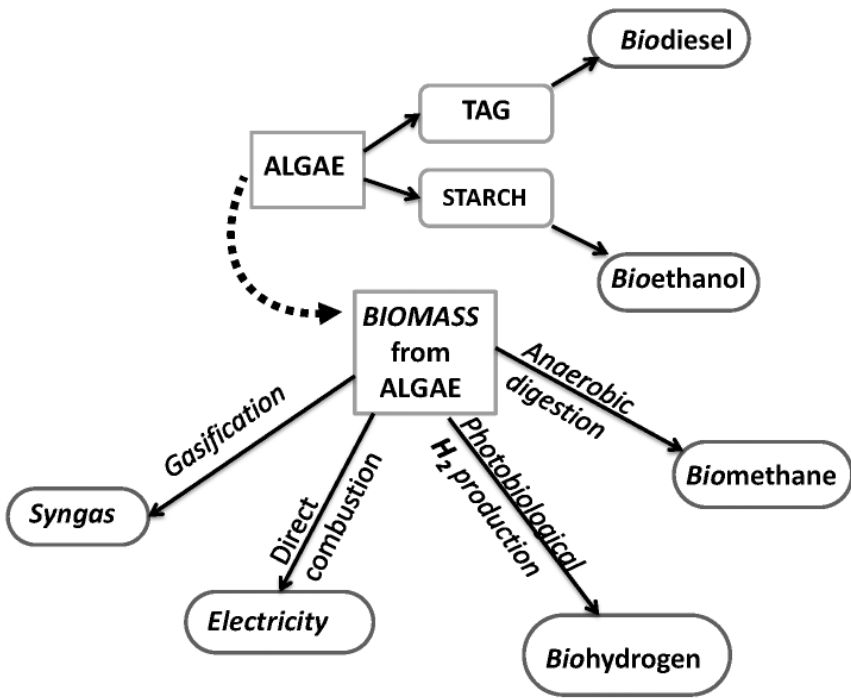 Biodiesel
TAG
ALGAE
STARCH
Bioethanol
BIOMASS
from
ALGAE
Anaerobic
digestion
Gasification
Photobiological
H₂ production
Direct
combustion
Biomethane
Syngas
Electricity
Biohydrogen